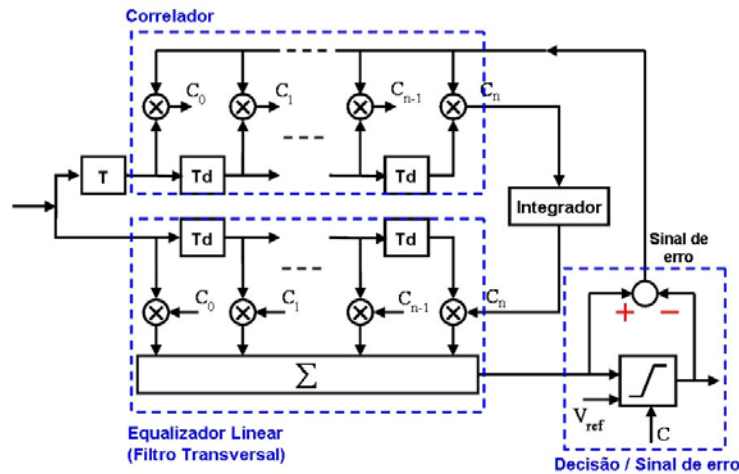 Correlador
C0
C1
Cn-1
Cn
T
Td
Td
Integrador
Td
Td
Sinal de
erro
C0
C1
Cn-1
Cn
+
−
Σ
Vref
C
Equalizador Linear
(Filtro Transversal)
Decisão / Sinal de erro